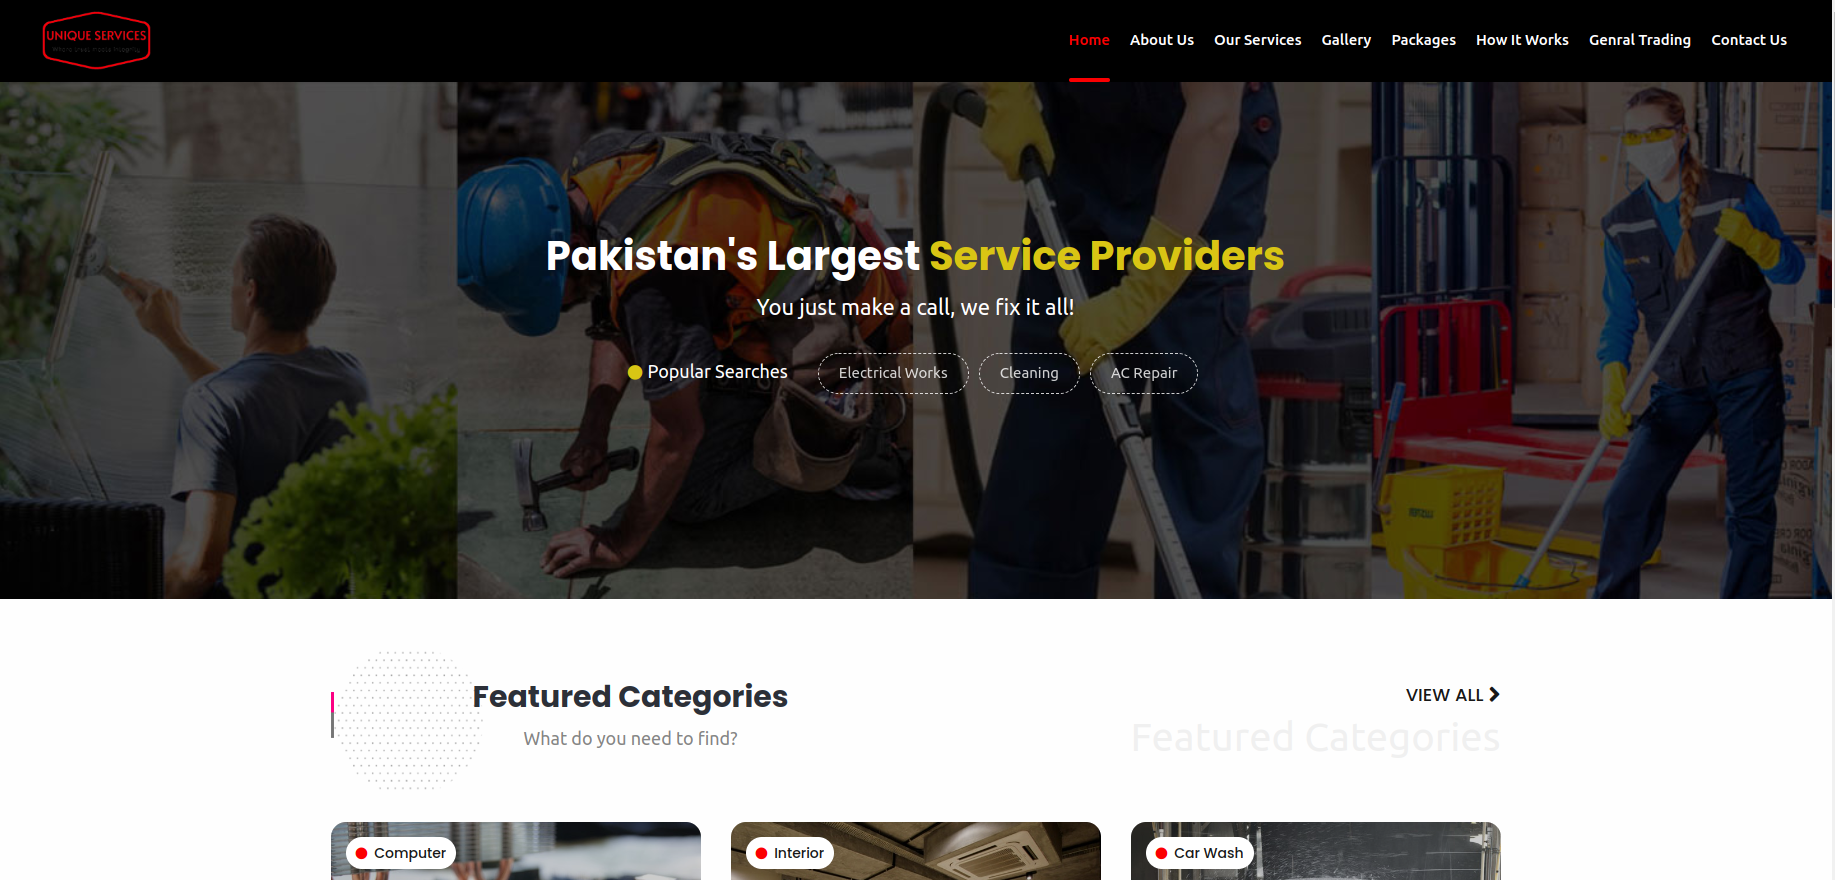 UNIQUE SERVICES
Home About Us Our Services Gallery Packages How It Works Genral Trading Contact Us
Pakistan's Largest Service Providers
You just make a call, we fix it all!
Popular Searches Electrical Works Cleaning AC Repair
Featured Categories
What do you need to find?
VIEW ALL
Featured Categories
Computer
Interior
Car Wash